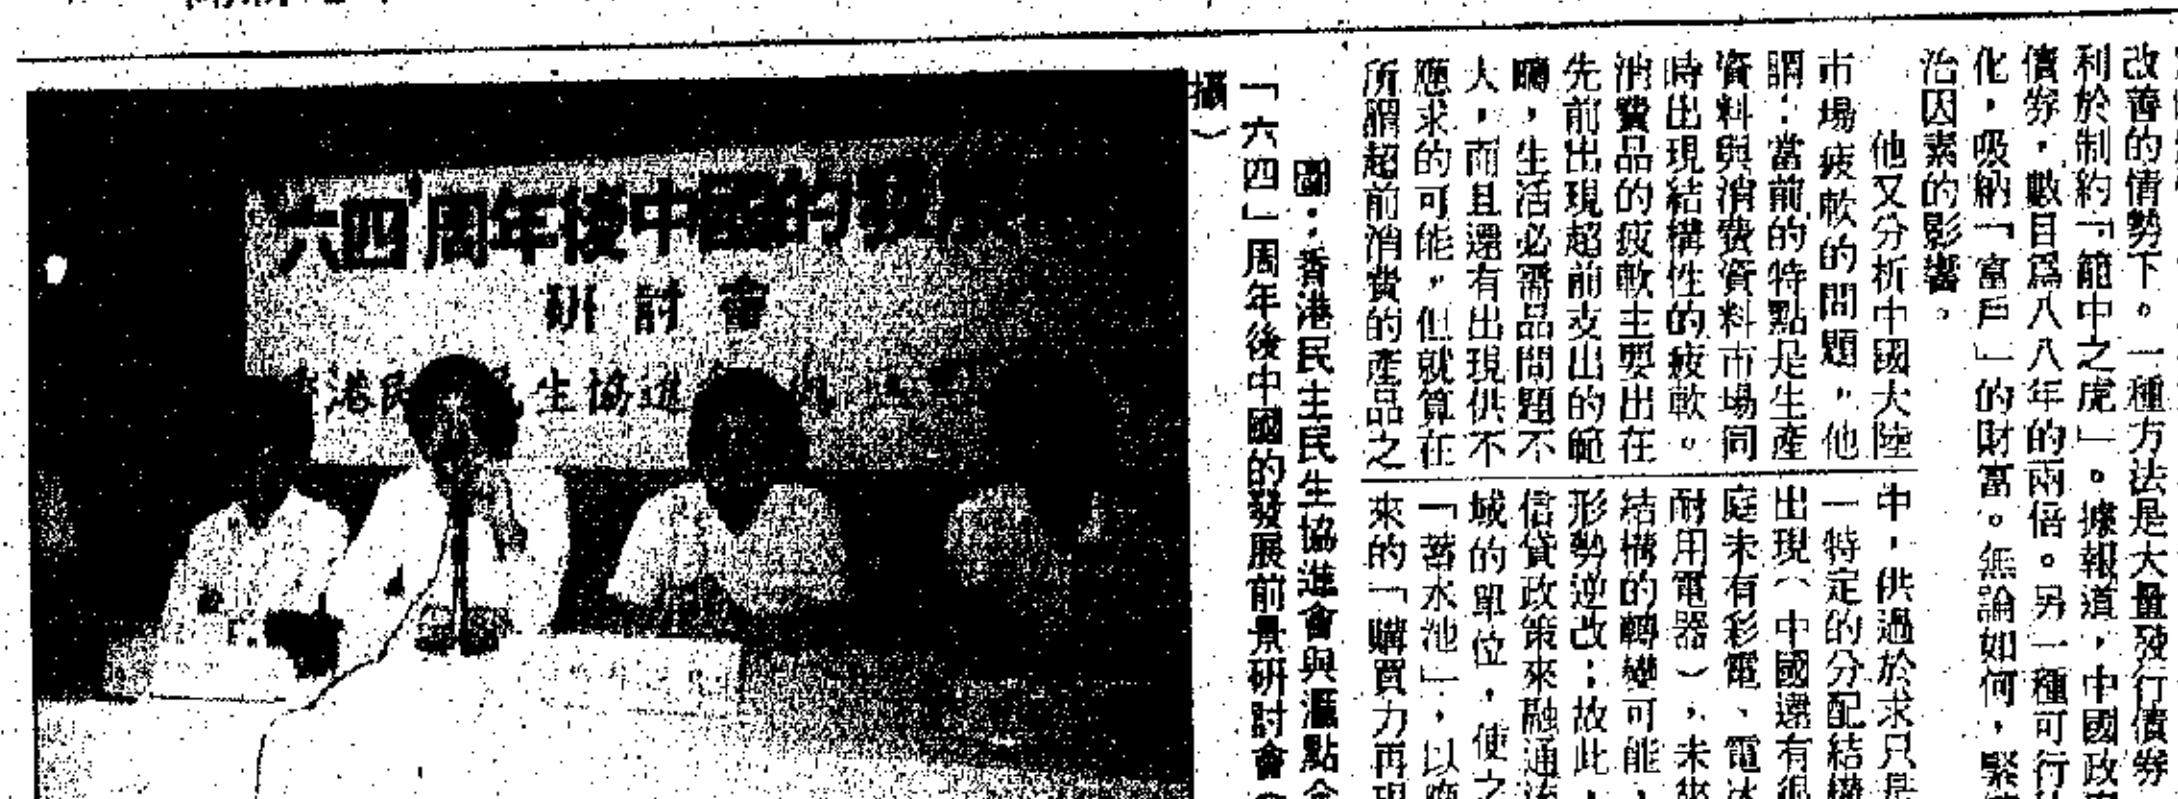 改善的情勢下。一種方法是大量發行債券
利於制約「籠中之虎」。據報道，中國政
債券，數目爲八八年的兩倍。另一種可行
化，吸納「富戶」的財富。無論如何，緊
治因素的影響。
他又分析中國大陸
市場疲軟的問題，他
謂：當前的特點是生產
資料與消費資料市場同
時出現結構性的疲軟。
消費品的疲軟主要出在
先前出現超前支出的範
疇，生活必需品問題不
大，而且還有出現供不
應求的可能，但就算在
所謂超前消費的產品之
中，供過於求只是
一特定的分配結構
出現（中國還有很
庭未有彩電、電冰
耐用電器），未來
結構的轉變可能，
形勢逆改；故此，
信貸政策來融通
城的單位，使之
「蓄水池」，以應
來的「購買力再現
圖：香港民主民生協進會與滙點
「六四」周年後中國的發展前景研討會
攝）
六四周年後中國的發展
研討會
港民 生協進